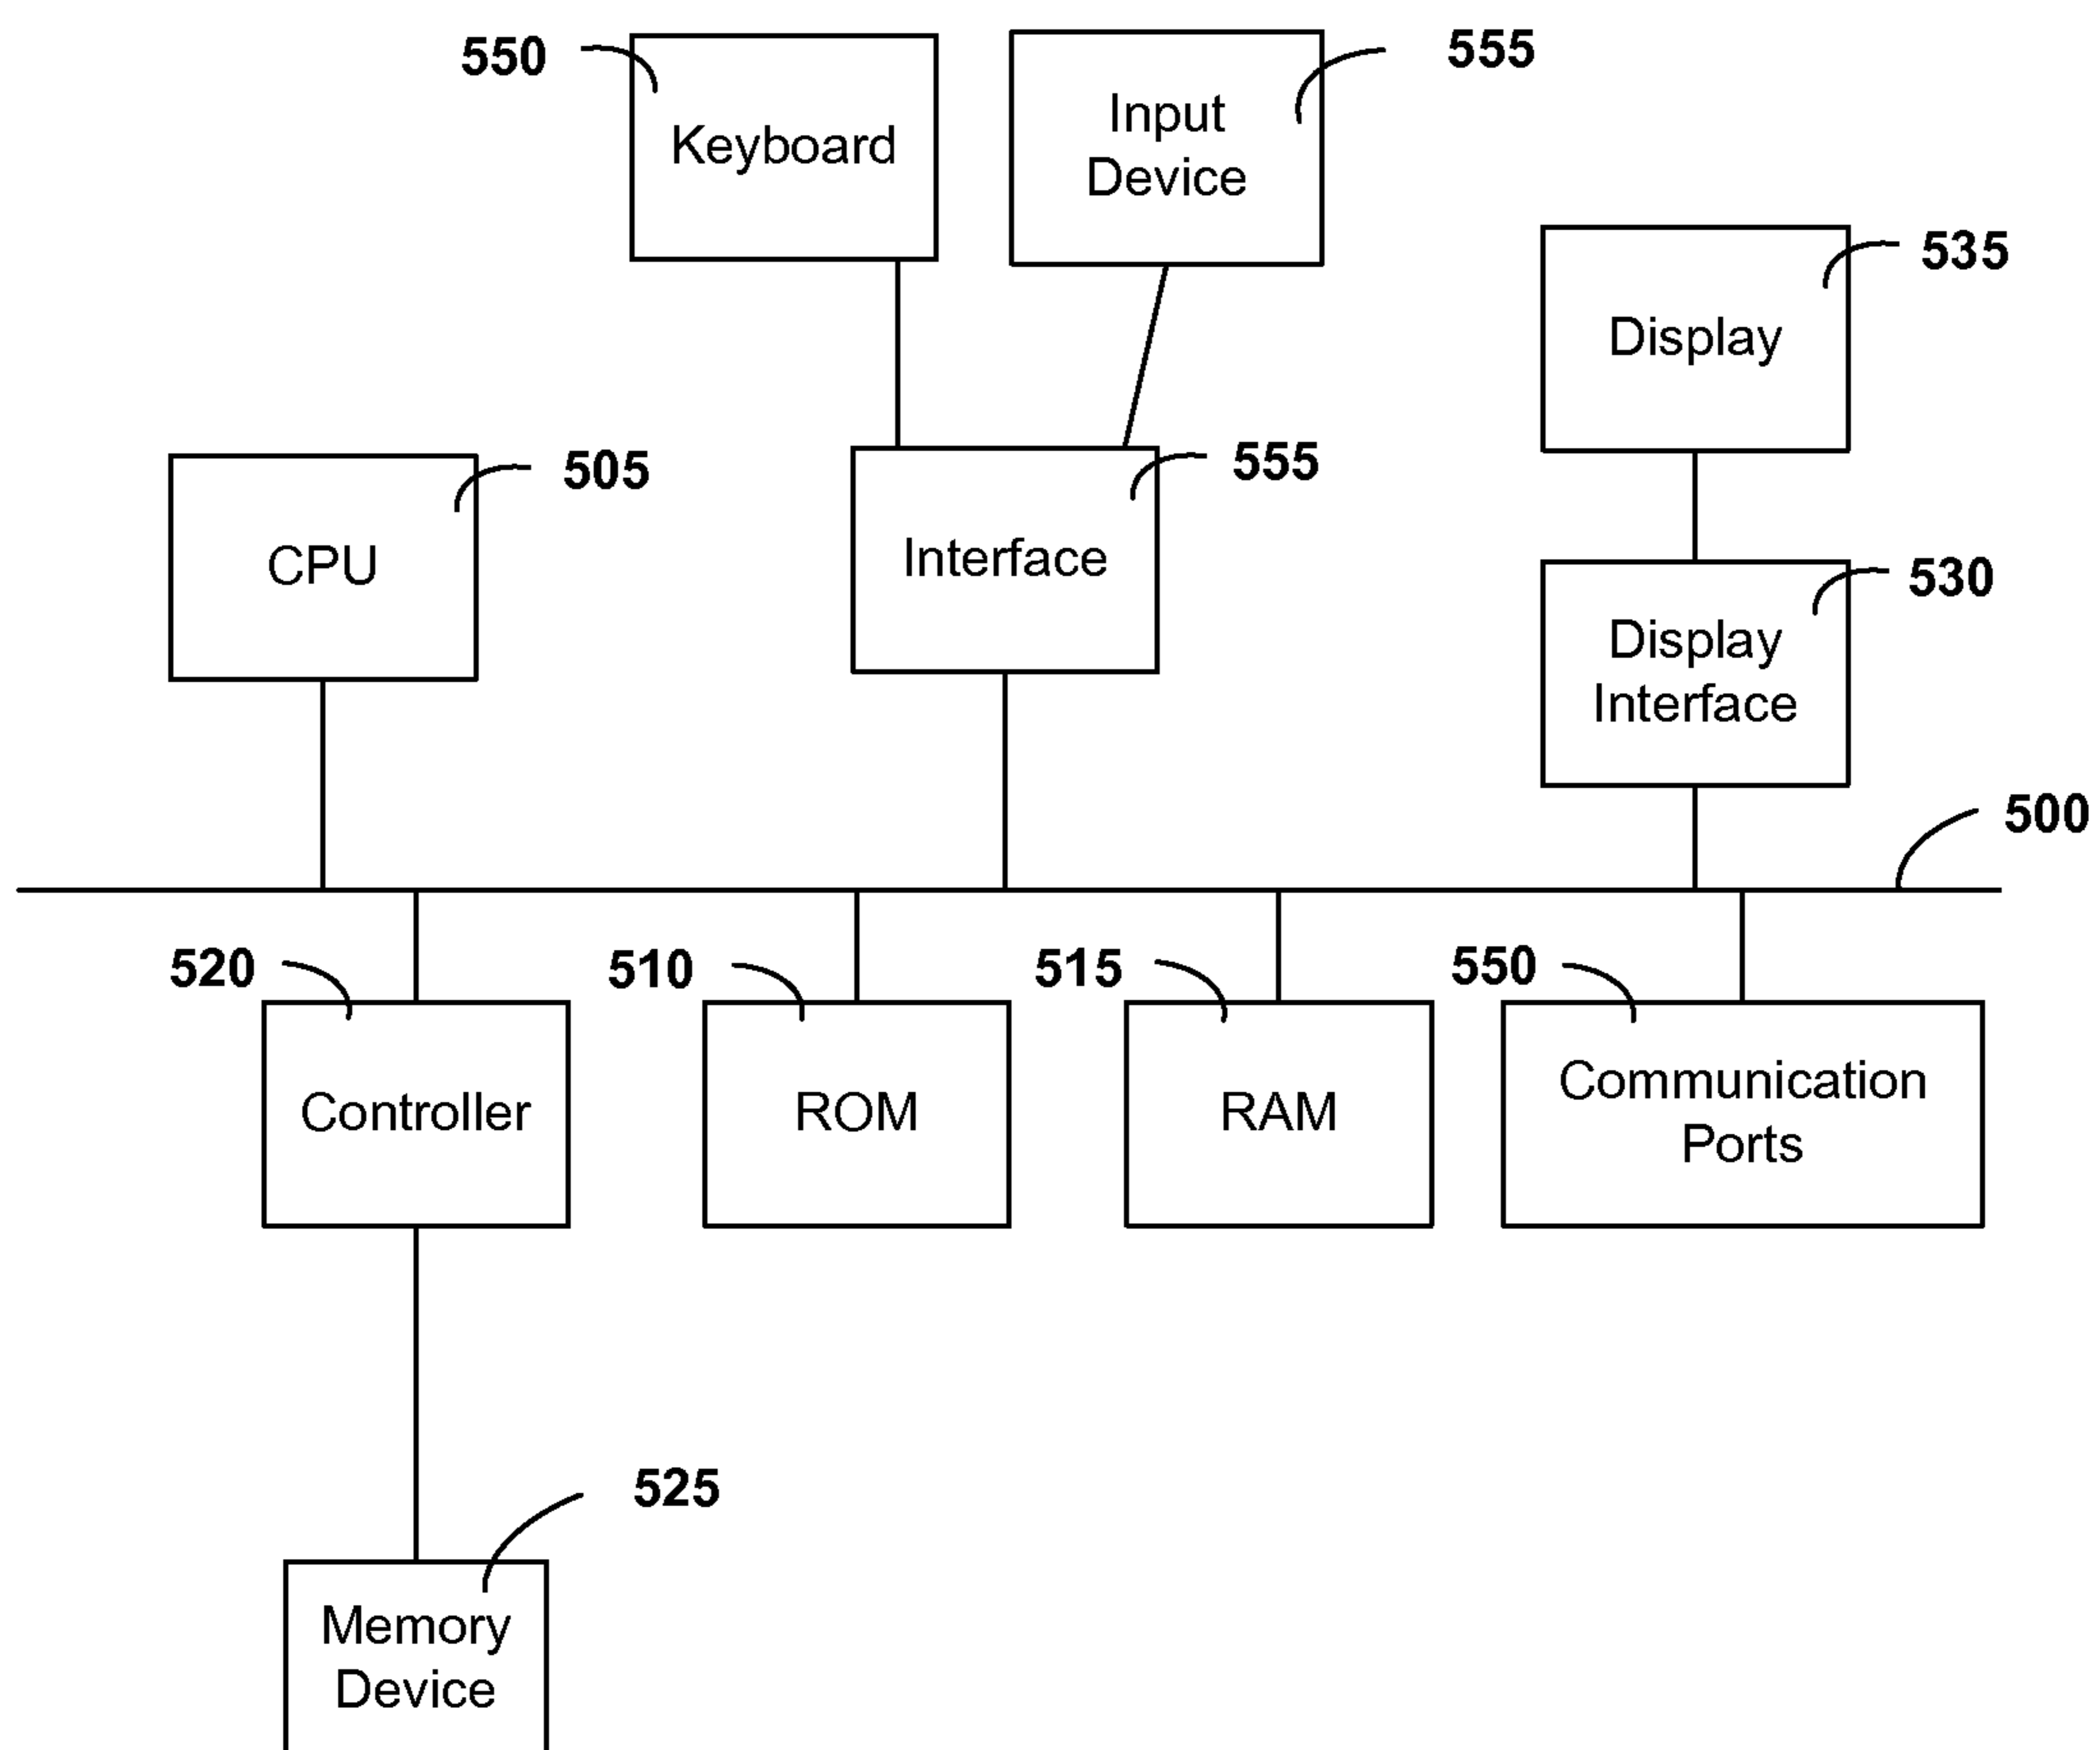 550
Keyboard
Input
Device
555
535
Display
505
CPU
555
Interface
530
Display
Interface
500
520
Controller
510
ROM
515
RAM
550
Communication
Ports
525
Memory
Device